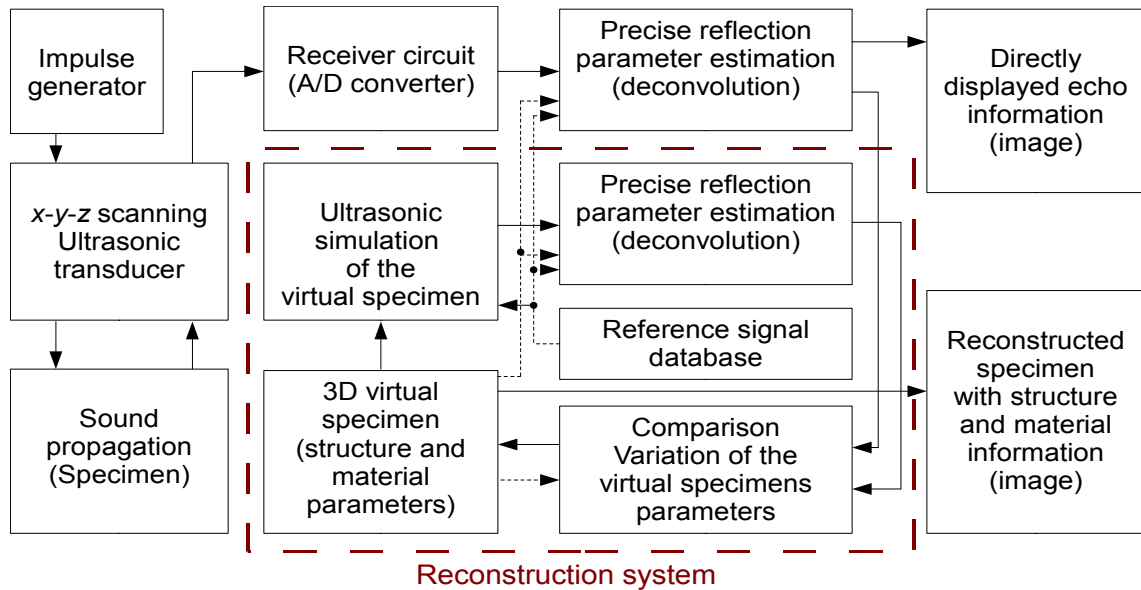 Impulse
generator
Receiver circuit
(A/D converter)
Precise reflection
parameter estimation
(deconvolution)
Directly
displayed echo
information
(image)
x-y-z scanning
Ultrasonic
transducer
Ultrasonic
simulation
of the
virtual specimen
Precise reflection
parameter estimation
(deconvolution)
Reference signal
database
Reconstructed
specimen
with structure
and material
information
(image)
Sound
propagation
(Specimen)
3D virtual
specimen
(structure and
material
parameters)
Comparison
Variation of the
virtual specimens
parameters
Reconstruction system